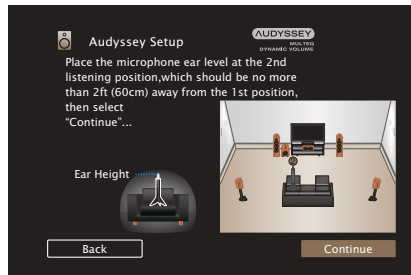 Audyssey Setup
AUDYSSEY
MULTEQ
DYNAMIC VOLUME
Place the microphone ear level at the 2nd
listening position,which should be no more
than 2ft (60cm) away from the 1st position,
then select
“Continue”...
Ear Height
Back
Continue